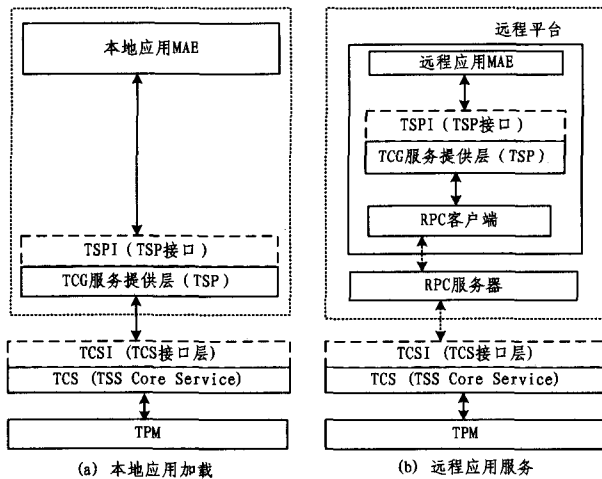 本地应用MAE
TSPI (TSP接口)
TCG服务提供层 (TSP)
TCSI (TCS接口层)
TCS (TSS Core Service)
TPM
(a) 本地应用加载
远程平台
远程应用MAE
TSPI (TSP接口)
TCG服务提供层 (TSP)
RPC客户端
RPC服务器
TCSI (TCS接口层)
TCS (TSS Core Service)
TPM
(b) 远程应用服务